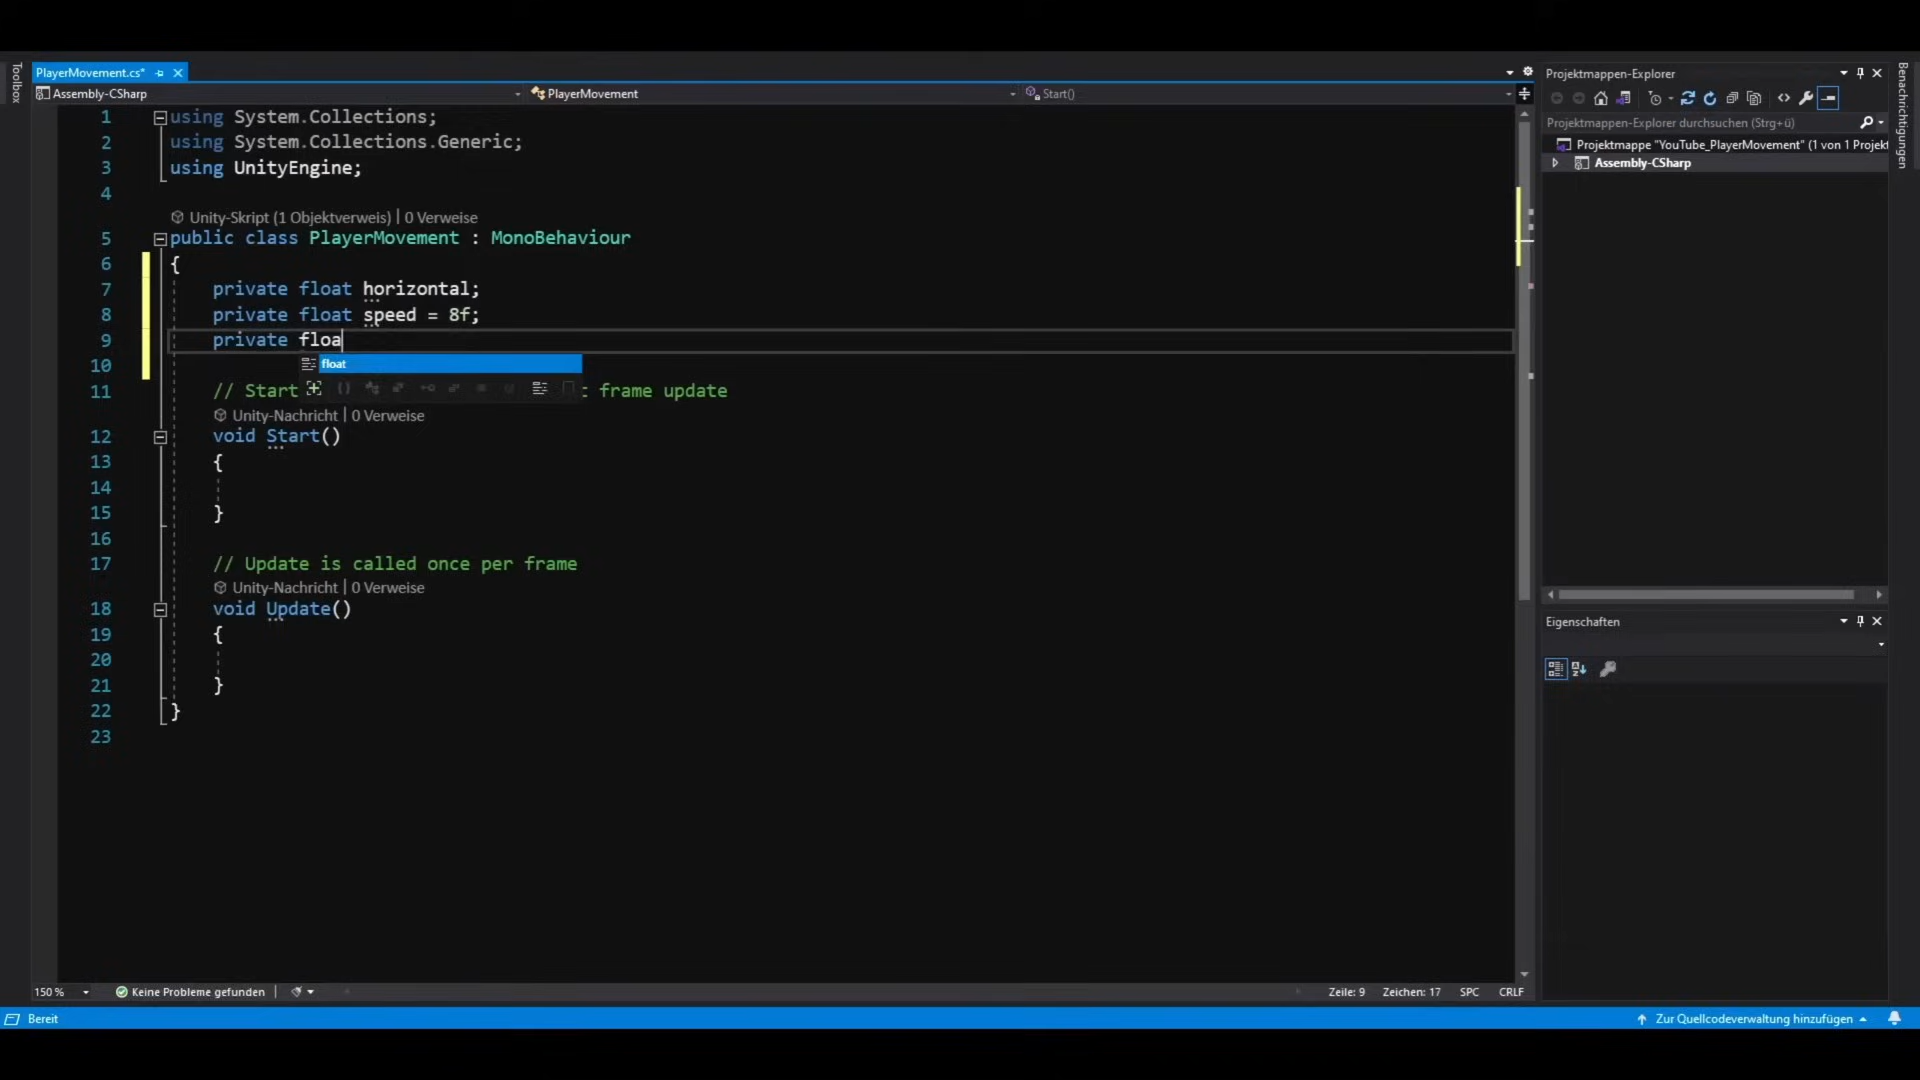 Toolbox
PlayerMovement.cs*
Assembly-CSharp
PlayerMovement
Start()
1 using System.Collections;
2 using System.Collections.Generic;
3 using UnityEngine;
4
Unity-Skript (1 Objektverweis) | 0 Verweise
5 public class PlayerMovement : MonoBehaviour
6 {
7 private float horizontal;
8 private float speed = 8f;
9 private floa
float
10
11 // Start frame update
Unity-Nachricht | 0 Verweise
12 void Start()
13 {
14
15 }
16
17 // Update is called once per frame
Unity-Nachricht | 0 Verweise
18 void Update()
19 {
20
21 }
22 }
23
150 %
Keine Probleme gefunden
Zeile: 9 Zeichen: 17 SPC CRLF
Bereit
Zur Quellcodeverwaltung hinzufügen
Projektmappen-Explorer
Projektmappen-Explorer durchsuchen (Strg+ü)
Projektmappe "YouTube_PlayerMovement" (1 von 1 Projekt
Assembly-CSharp
Eigenschaften
Benachrichtigungen